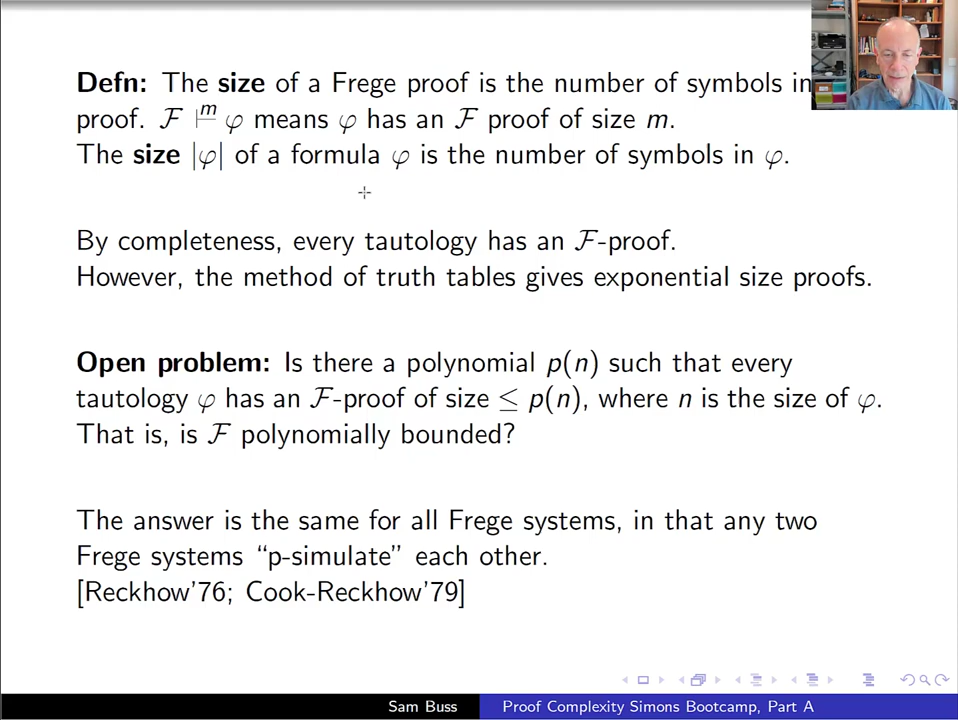 Defn: The size of a Frege proof is the number of symbols in
proof. ℱ ⊢ᵐ φ means φ has an ℱ proof of size m.
The size |φ| of a formula φ is the number of symbols in φ.
By completeness, every tautology has an ℱ-proof.
However, the method of truth tables gives exponential size proofs.
Open problem: Is there a polynomial p(n) such that every
tautology φ has an ℱ-proof of size ≤ p(n), where n is the size of φ.
That is, is ℱ polynomially bounded?
The answer is the same for all Frege systems, in that any two
Frege systems “p-simulate” each other.
[Reckhow’76; Cook-Reckhow’79]
Sam Buss Proof Complexity Simons Bootcamp, Part A